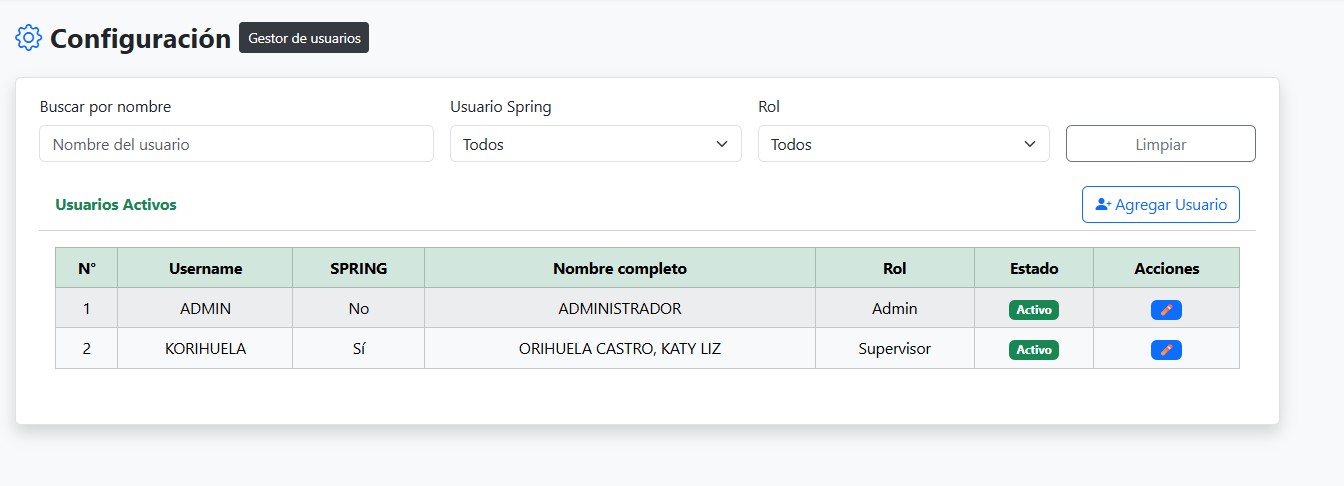 Configuración Gestor de usuarios
Buscar por nombre Usuario Spring Rol
Nombre del usuario Todos Todos Limpiar
Usuarios Activos Agregar Usuario
N° Username SPRING Nombre completo Rol Estado Acciones
1 ADMIN No ADMINISTRADOR Admin Activo
2 KORIHUELA Sí ORIHUELA CASTRO, KATY LIZ Supervisor Activo